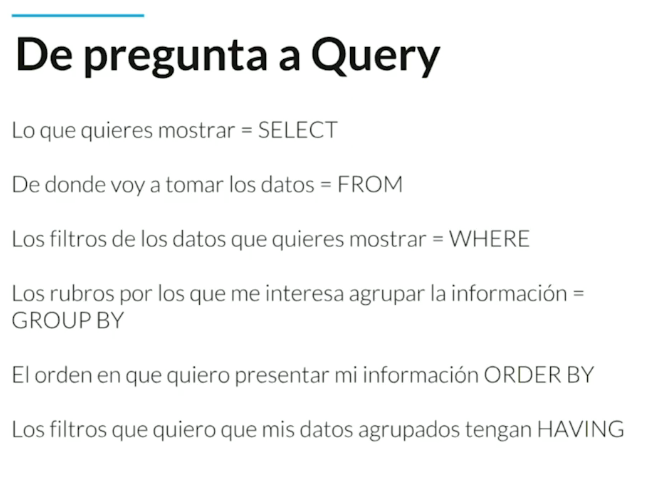 De pregunta a Query
Lo que quieres mostrar = SELECT
De donde voy a tomar los datos = FROM
Los filtros de los datos que quieres mostrar = WHERE
Los rubros por los que me interesa agrupar la información =
GROUP BY
El orden en que quiero presentar mi información ORDER BY
Los filtros que quiero que mis datos agrupados tengan HAVING